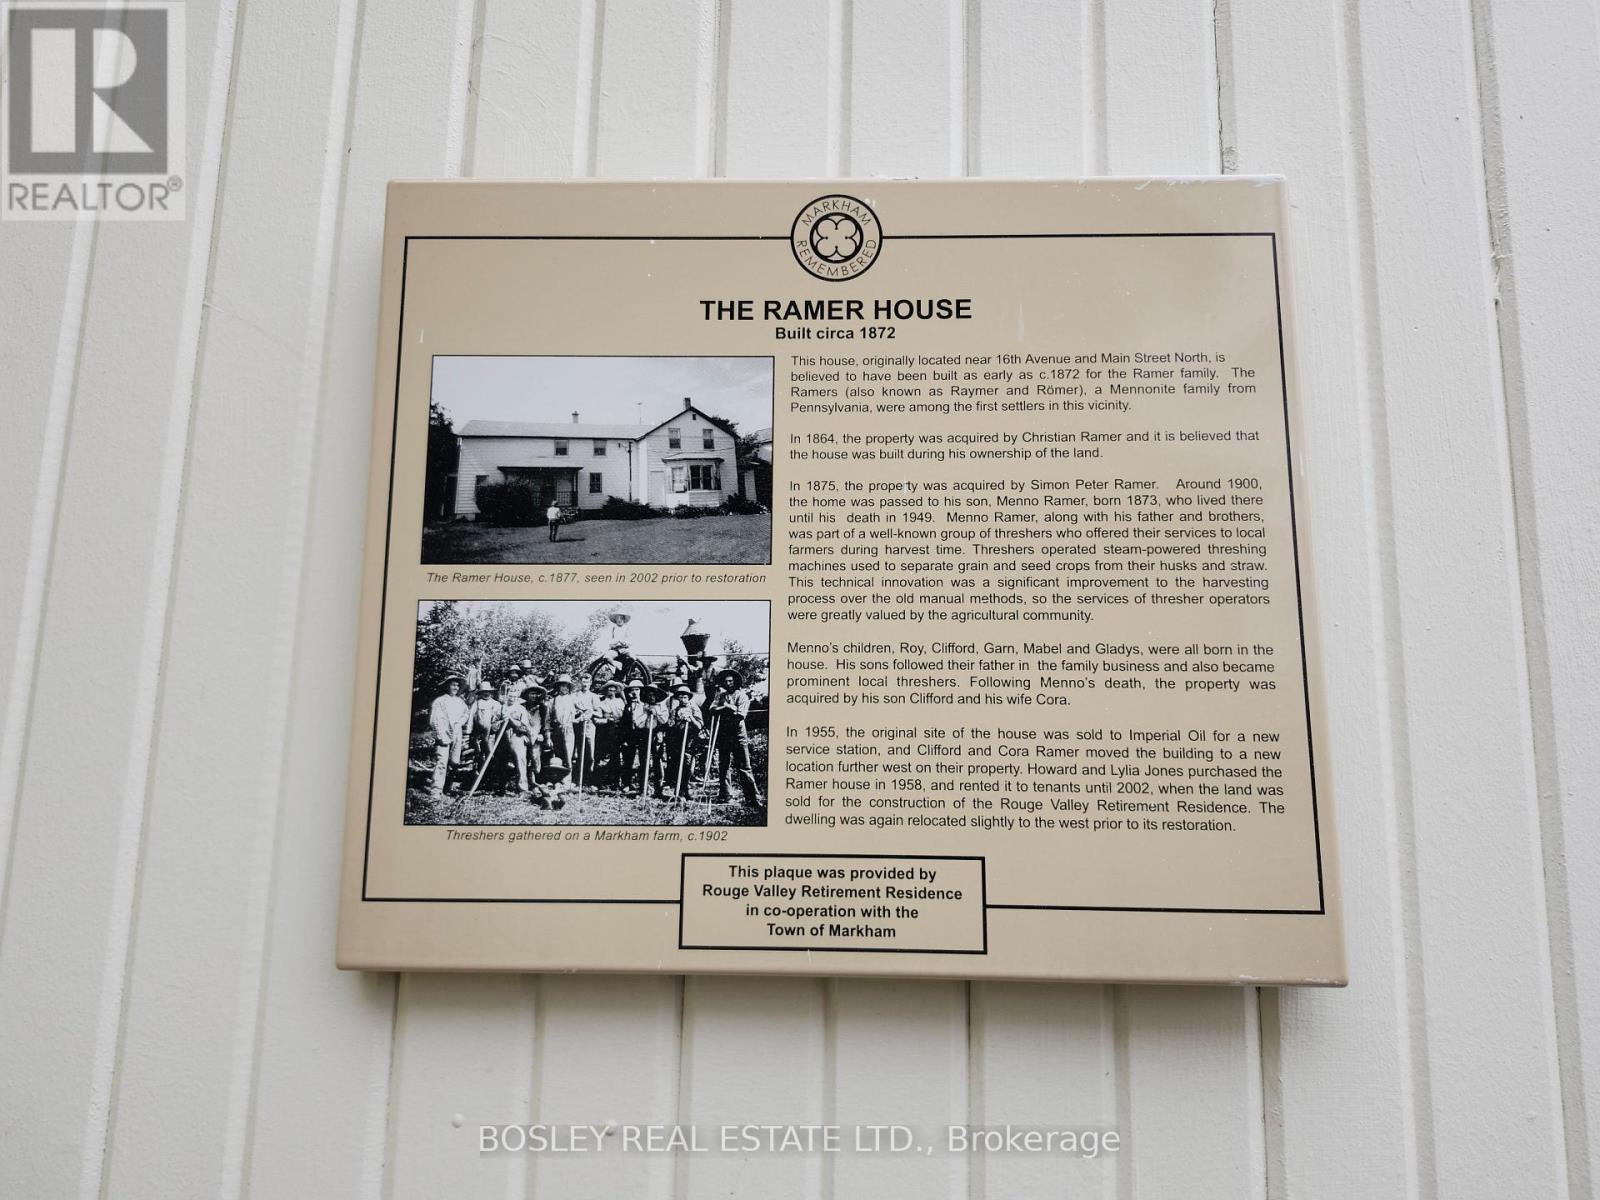 REALTOR®
MARKHAM
REMEMBERED
THE RAMER HOUSE
Built circa 1872
This house, originally located near 16th Avenue and Main Street North, is
believed to have been built as early as c.1872 for the Ramer family. The
Ramers (also known as Raymer and Römer), a Mennonite family from
Pennsylvania, were among the first settlers in this vicinity.
In 1864, the property was acquired by Christian Ramer and it is believed that
the house was built during his ownership of the land.
In 1875, the property was acquired by Simon Peter Ramer. Around 1900,
the home was passed to his son, Menno Ramer, born 1873, who lived there
until his death in 1949. Menno Ramer, along with his father and brothers,
was part of a well-known group of threshers who offered their services to local
farmers during harvest time. Threshers operated steam-powered threshing
machines used to separate grain and seed crops from their husks and straw.
This technical innovation was a significant improvement to the harvesting
process over the old manual methods, so the services of thresher operators
were greatly valued by the agricultural community.
Menno's children, Roy, Clifford, Garn, Mabel and Gladys, were all born in the
house. His sons followed their father in the family business and also became
prominent local threshers. Following Menno's death, the property was
acquired by his son Clifford and his wife Cora.
In 1955, the original site of the house was sold to Imperial Oil for a new
service station, and Clifford and Cora Ramer moved the building to a new
location further west on their property. Howard and Lylia Jones purchased the
Ramer house in 1958, and rented it to tenants until 2002, when the land was
sold for the construction of the Rouge Valley Retirement Residence. The
dwelling was again relocated slightly to the west prior to its restoration.
The Ramer House, c.1877, seen in 2002 prior to restoration
Threshers gathered on a Markham farm, c.1902
This plaque was provided by
Rouge Valley Retirement Residence
in co-operation with the
Town of Markham
BOSLEY REAL ESTATE LTD., Brokerage